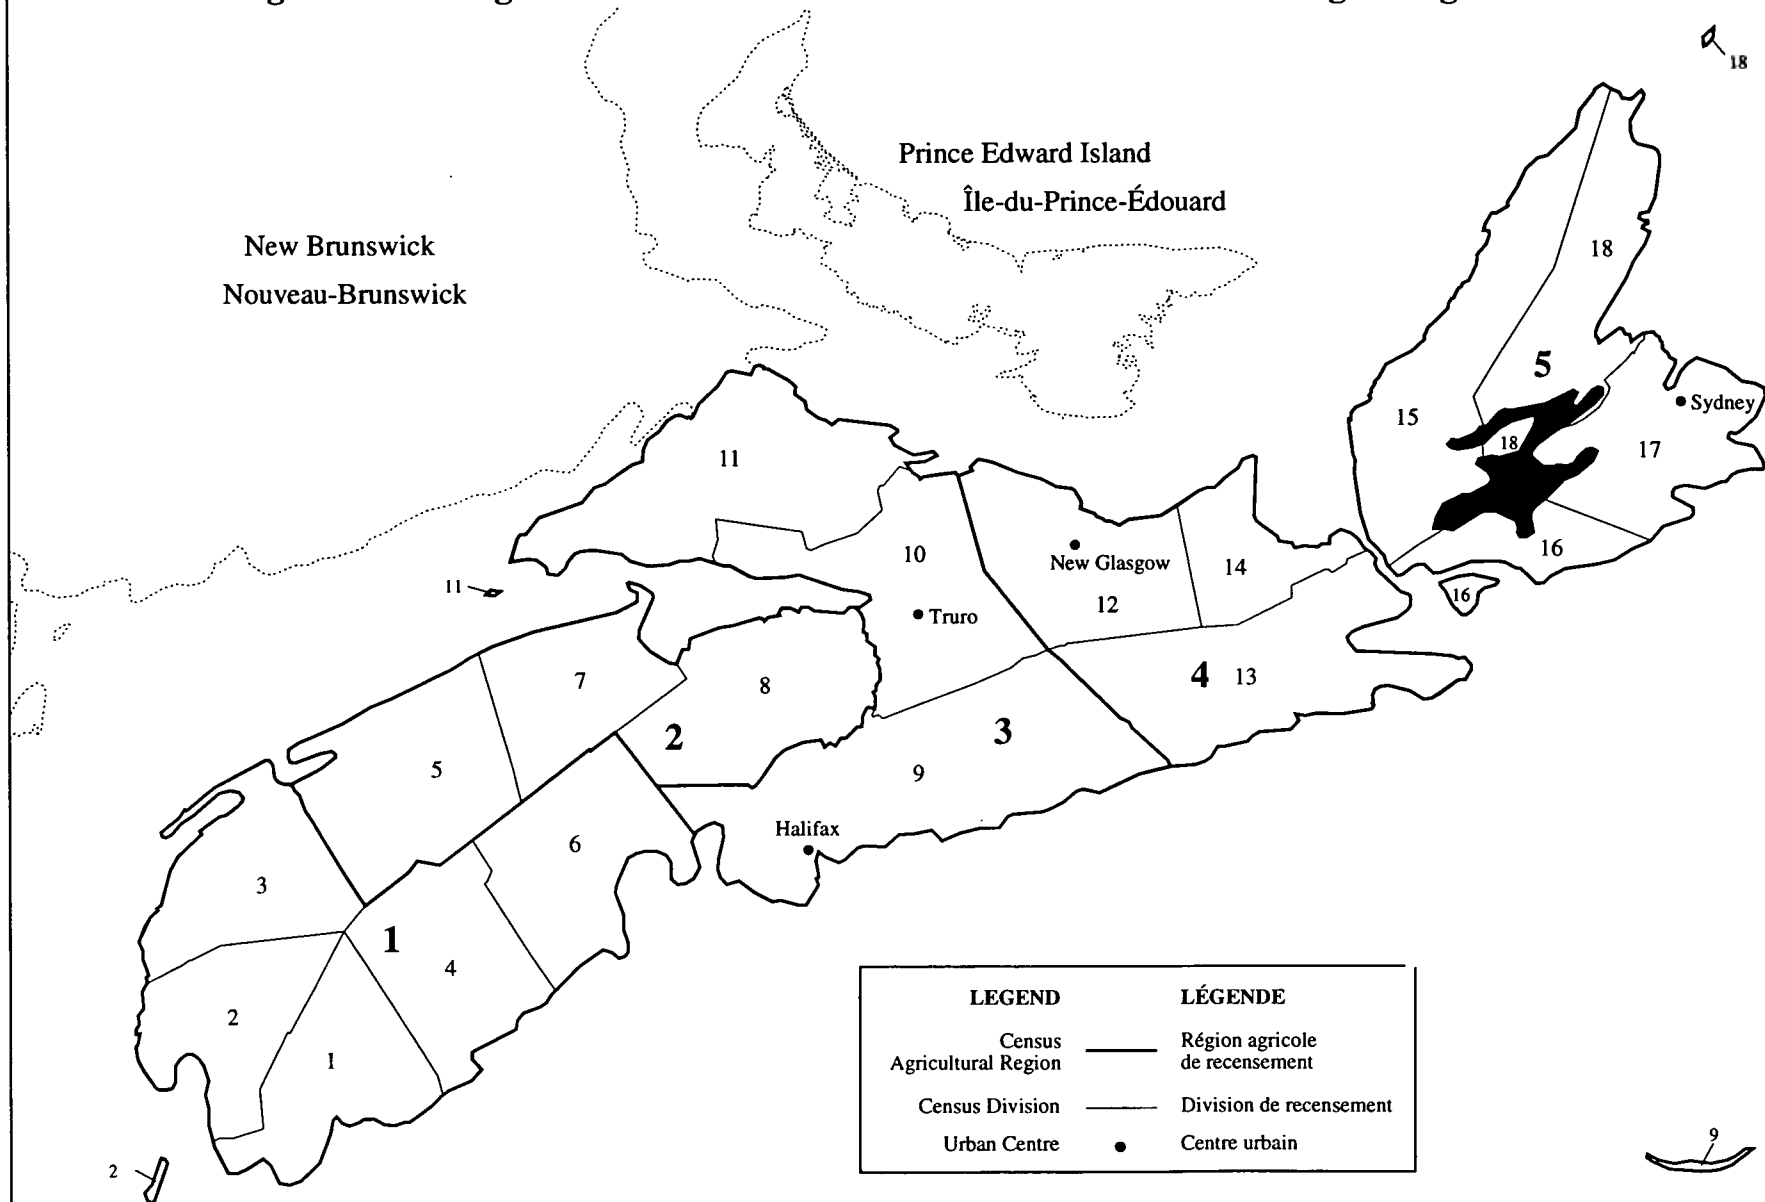 18
Prince Edward Island
Île-du-Prince-Édouard
New Brunswick
Nouveau-Brunswick
18
5
15
Sydney
18
17
11
16
10
New Glasgow
14
11
12
16
Truro
7
8
4
13
2
3
5
9
Halifax
6
3
1
4
2
1
LEGEND
LÉGENDE
Census
Agricultural Region
Région agricole
de recensement
Census Division
Division de recensement
Urban Centre
Centre urbain
9
2